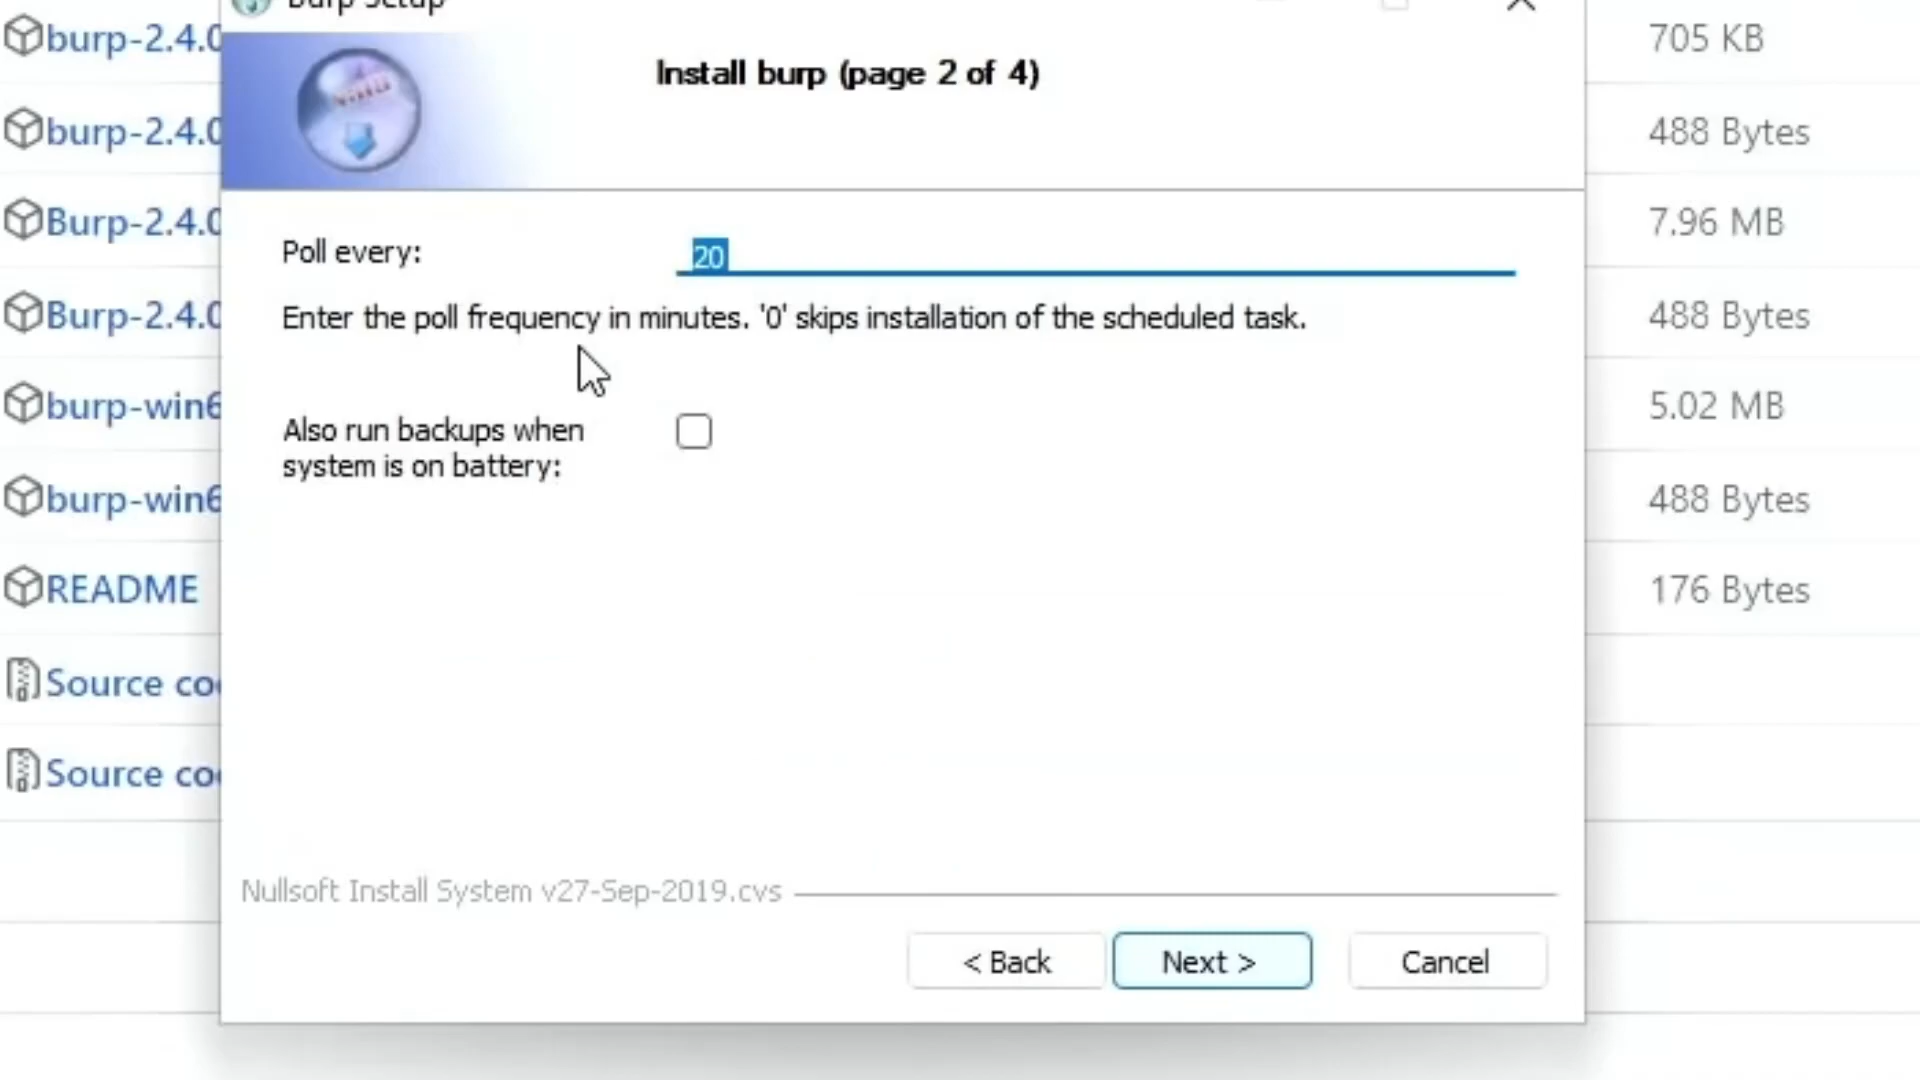 Burp Setup
burp-2.4.0
705 KB
Install burp (page 2 of 4)
burp-2.4.0
488 Bytes
Burp-2.4.0
7.96 MB
Poll every:
20
Burp-2.4.0
488 Bytes
Enter the poll frequency in minutes. '0' skips installation of the scheduled task.
burp-win6
5.02 MB
Also run backups when
system is on battery:
burp-win6
488 Bytes
README
176 Bytes
Source co
Source co
Nullsoft Install System v27-Sep-2019.cvs
< Back
Next >
Cancel